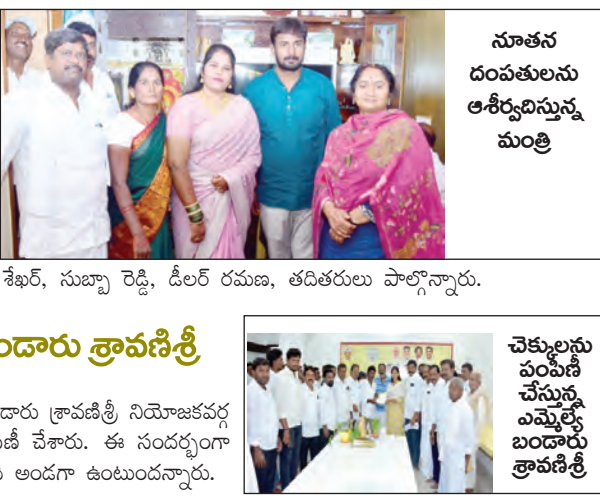 నూతన
దంపతులను
ఆశీర్వదిస్తున్న
మంత్రి
శేఖర్, సుబ్బా రెడ్డి, డీలర్ రమణ, తదితరులు పాల్గొన్నారు.
శ్రావణిశ్రీ
శ్రావణిశ్రీ నియోజకవర్గ
చేశారు. ఈ సందర్భంగా
అండగా ఉంటుందన్నారు.
చెక్కులను
పంపిణీ
చేస్తున్న
ఎమ్మెల్యే
బండారు
శ్రావణిశ్రీ